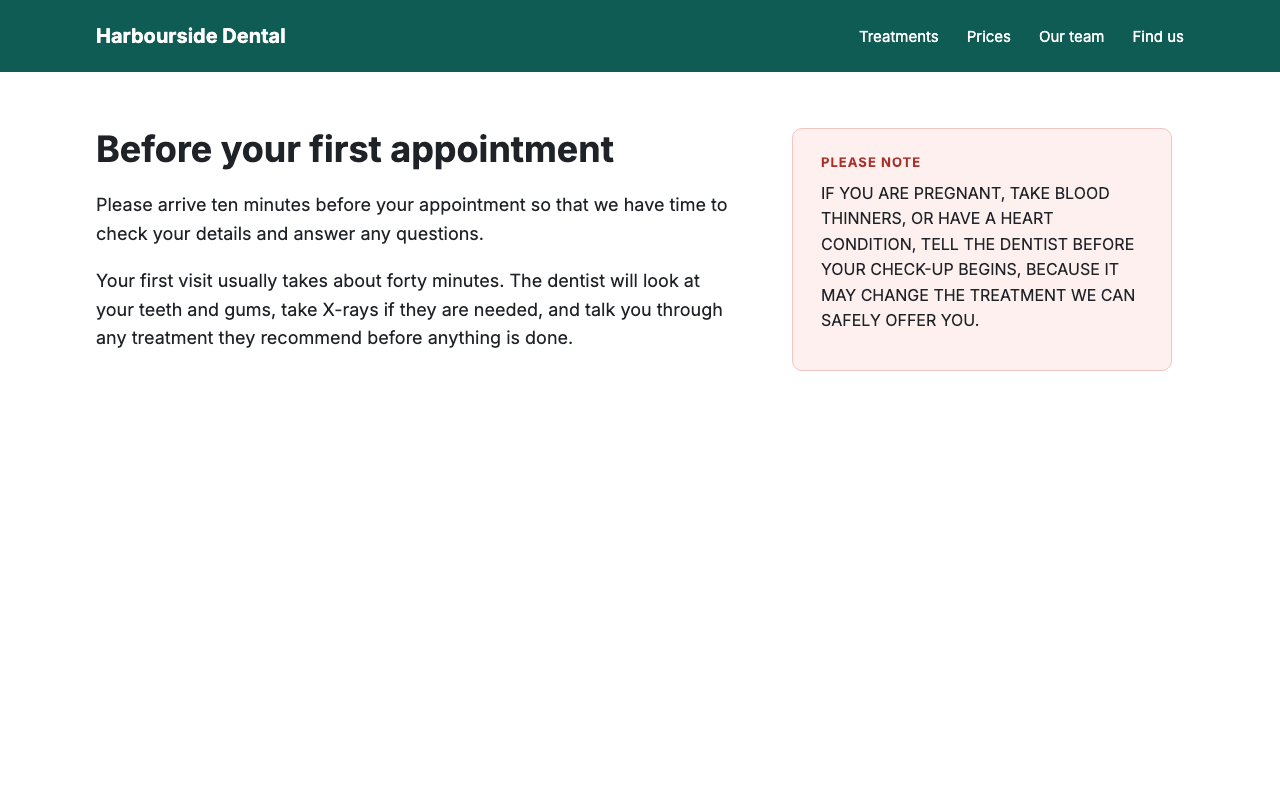 Harbourside Dental
Treatments Prices Our team Find us
Before your first appointment
Please arrive ten minutes before your appointment so that we have time to
check your details and answer any questions.
Your first visit usually takes about forty minutes. The dentist will look at
your teeth and gums, take X-rays if they are needed, and talk you through
any treatment they recommend before anything is done.
PLEASE NOTE
IF YOU ARE PREGNANT, TAKE BLOOD
THINNERS, OR HAVE A HEART
CONDITION, TELL THE DENTIST BEFORE
YOUR CHECK-UP BEGINS, BECAUSE IT
MAY CHANGE THE TREATMENT WE CAN
SAFELY OFFER YOU.